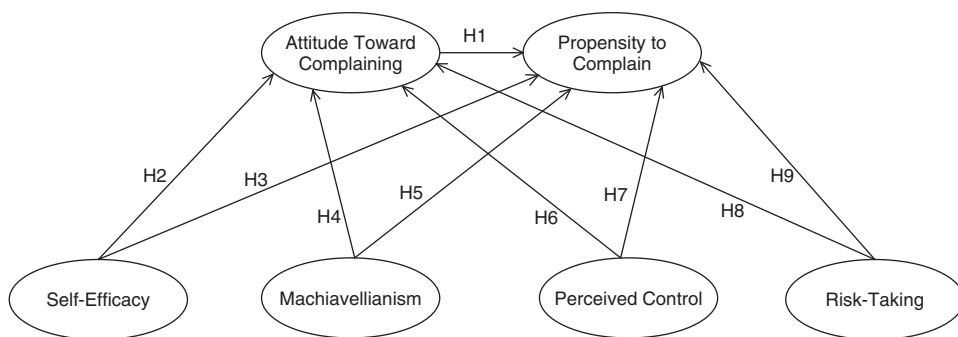 Attitude Toward
Complaining
H1
Propensity to
Complain
H2
H3
H4
H5
H6
H7
H8
H9
Self-Efficacy
Machiavellianism
Perceived Control
Risk-Taking